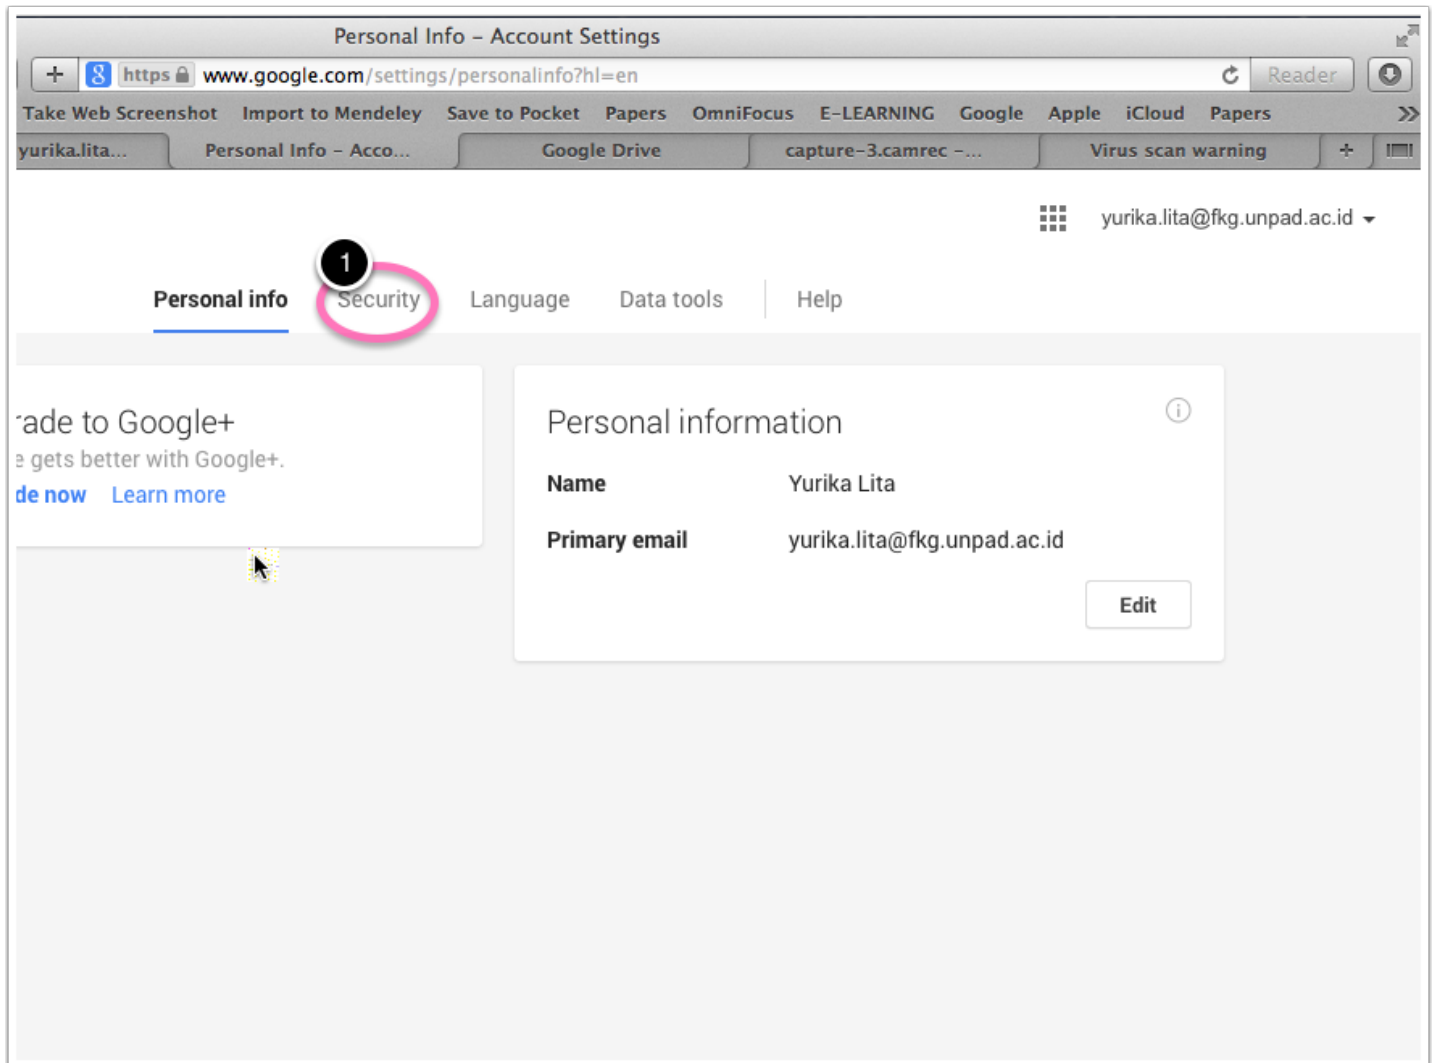 Personal Info – Account Settings
+ 8 https www.google.com/settings/personalinfo?hl=en Reader
Take Web Screenshot Import to Mendeley Save to Pocket Papers OmniFocus E-LEARNING Google Apple iCloud Papers >>
yurika.lita... Personal Info – Acco... Google Drive capture-3.camrec –... Virus scan warning +
yurika.lita@fkg.unpad.ac.id
1
Personal info Security Language Data tools Help
rade to Google+
e gets better with Google+.
de now Learn more
Personal information
Name Yurika Lita
Primary email yurika.lita@fkg.unpad.ac.id
Edit